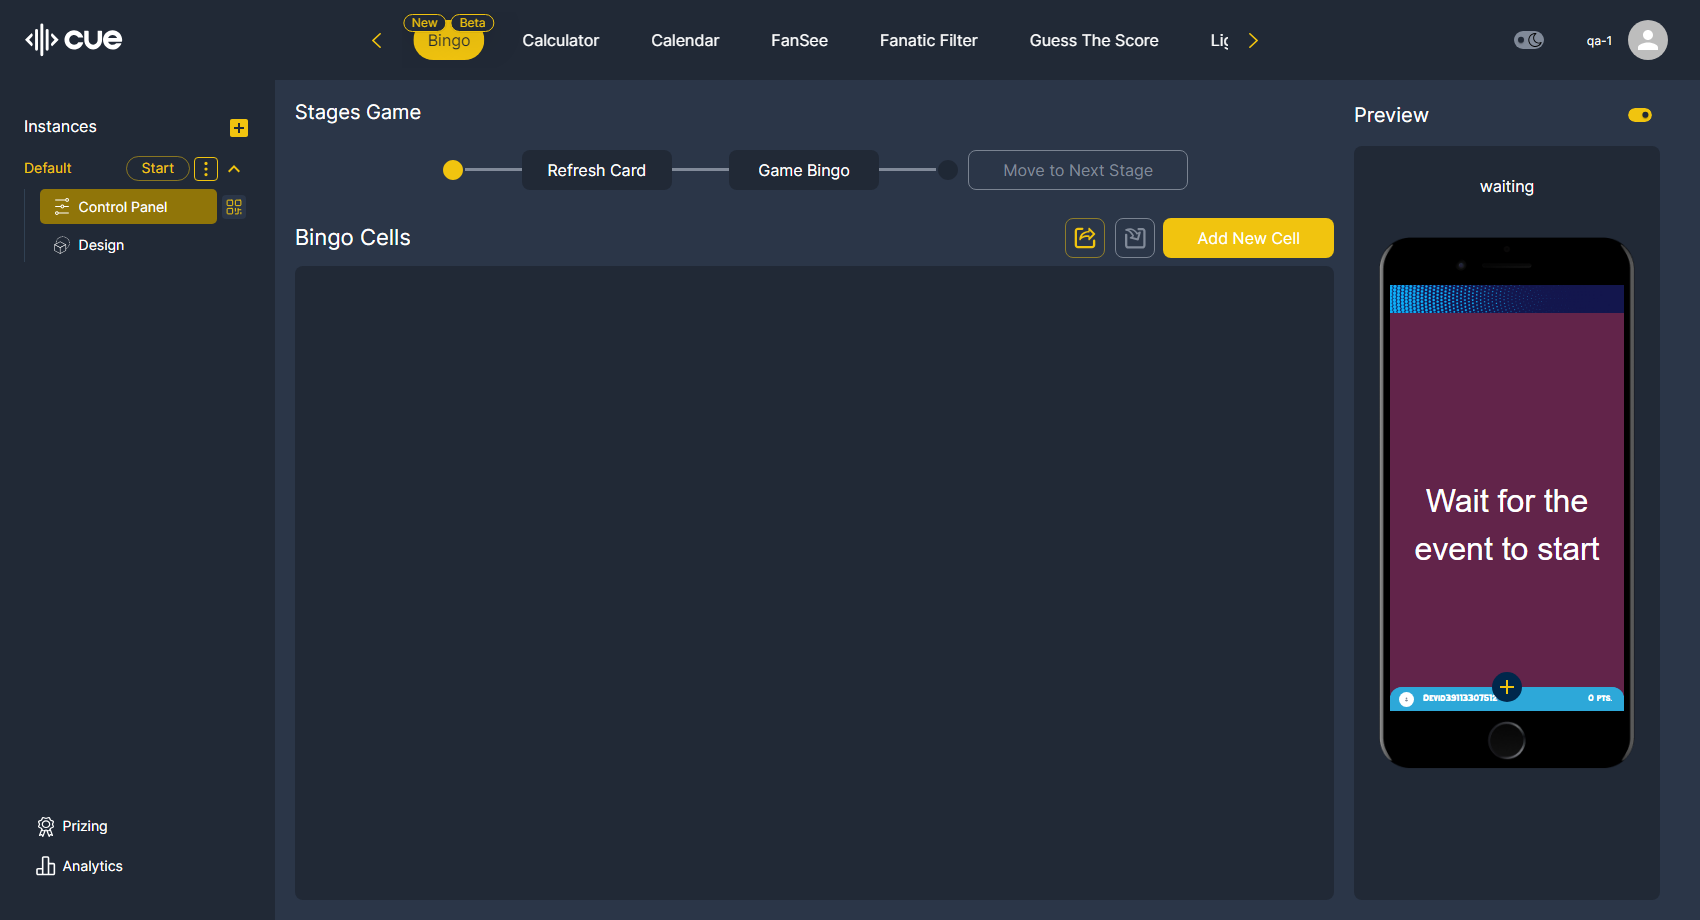 cue
New Beta
Bingo
Calculator
Calendar
FanSee
Fanatic Filter
Guess The Score
qa-1
Instances
Default
Start
Control Panel
Design
Prizing
Analytics
Stages Game
Refresh Card
Game Bingo
Move to Next Stage
Bingo Cells
Add New Cell
Preview
waiting
Wait for the
event to start
0 PTS.